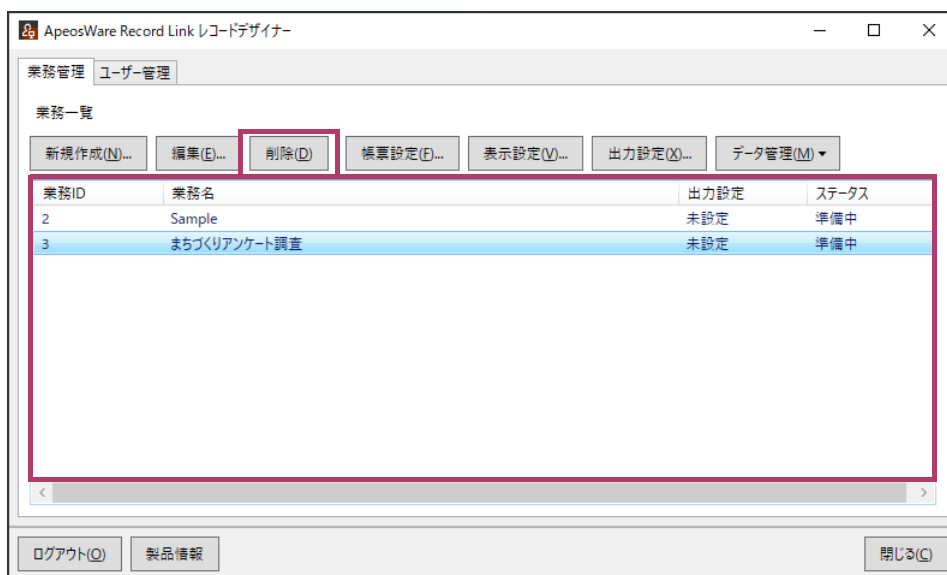 ApeosWare Record Link レコードデザイナー
業務管理 ユーザー管理
業務一覧
新規作成(N)... 編集(E)... 削除(D) 帳票設定(F)... 表示設定(V)... 出力設定(X)... データ管理(M)▼
業務ID 業務名 出力設定 ステータス
2 Sample 未設定 準備中
3 まちづくりアンケート調査 未設定 準備中
ログアウト(O) 製品情報 閉じる(C)